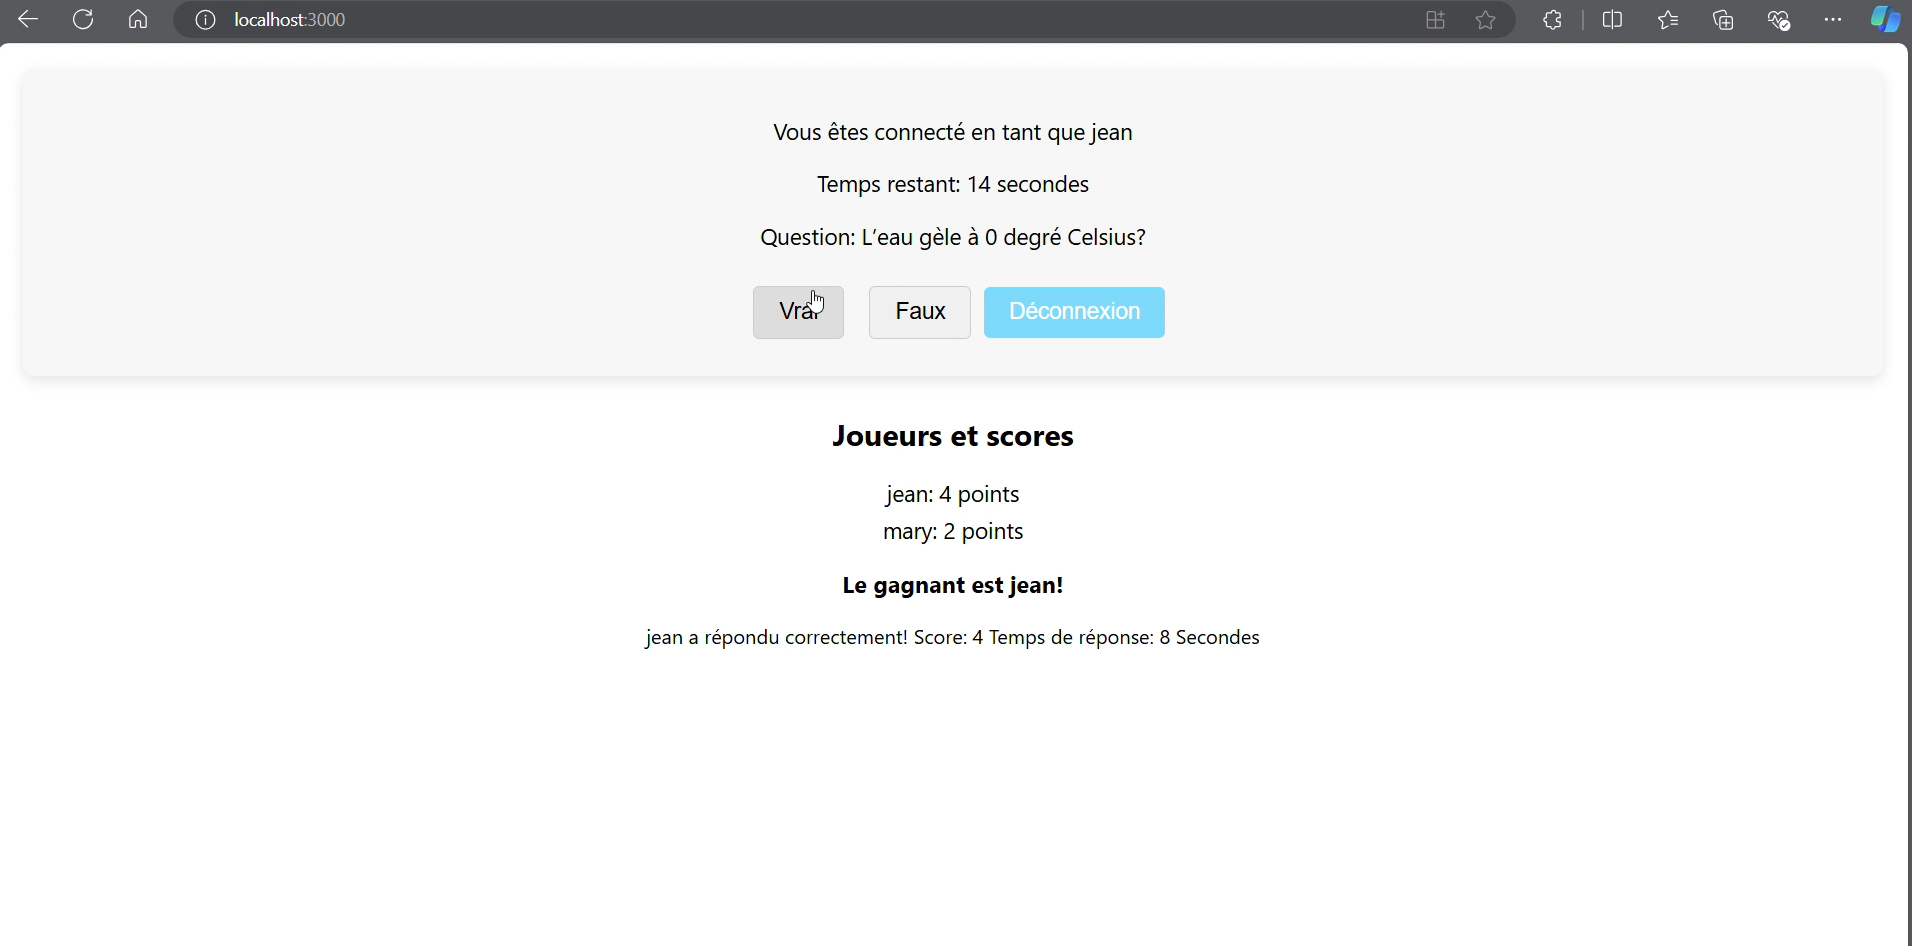 localhost:3000
Vous êtes connecté en tant que jean
Temps restant: 14 secondes
Question: L'eau gèle à 0 degré Celsius?
Vrai Faux Déconnexion
Joueurs et scores
jean: 4 points
mary: 2 points
Le gagnant est jean!
jean a répondu correctement! Score: 4 Temps de réponse: 8 Secondes